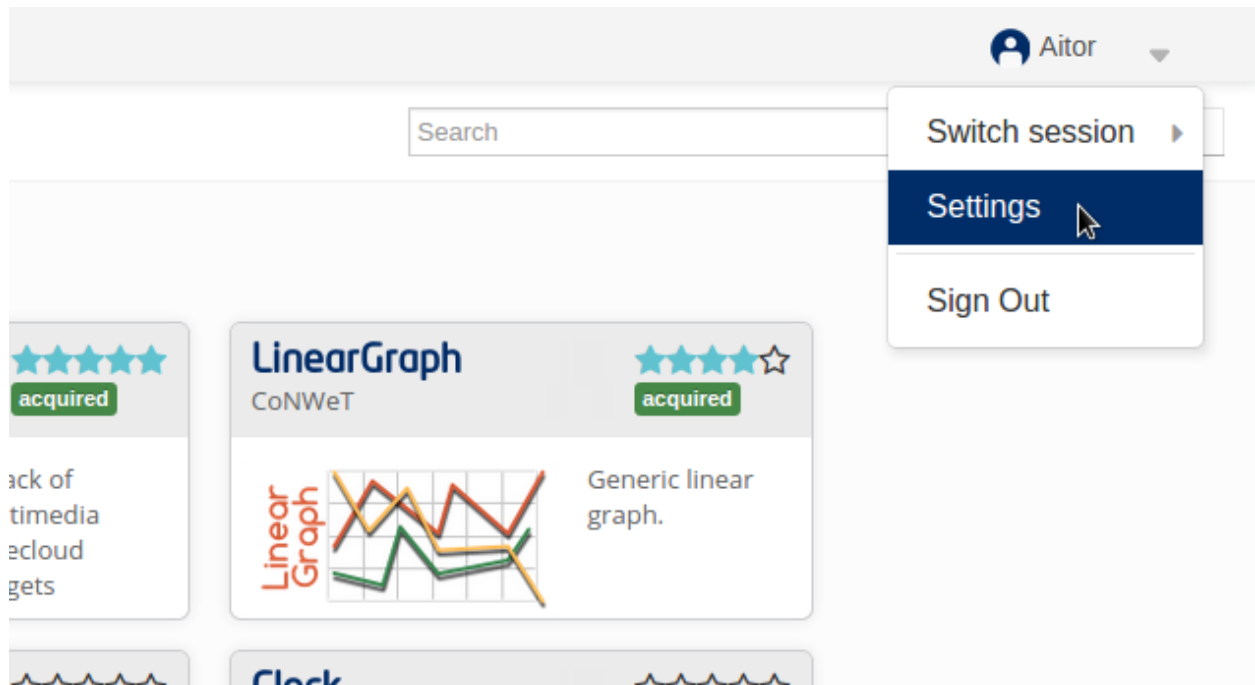 Aitor
Search
Switch session
Settings
Sign Out
acquired
ack of
timedia
ecloud
gets
LinearGraph
CoNWeT
acquired
Linear
Graph
Generic linear
graph.
Clock